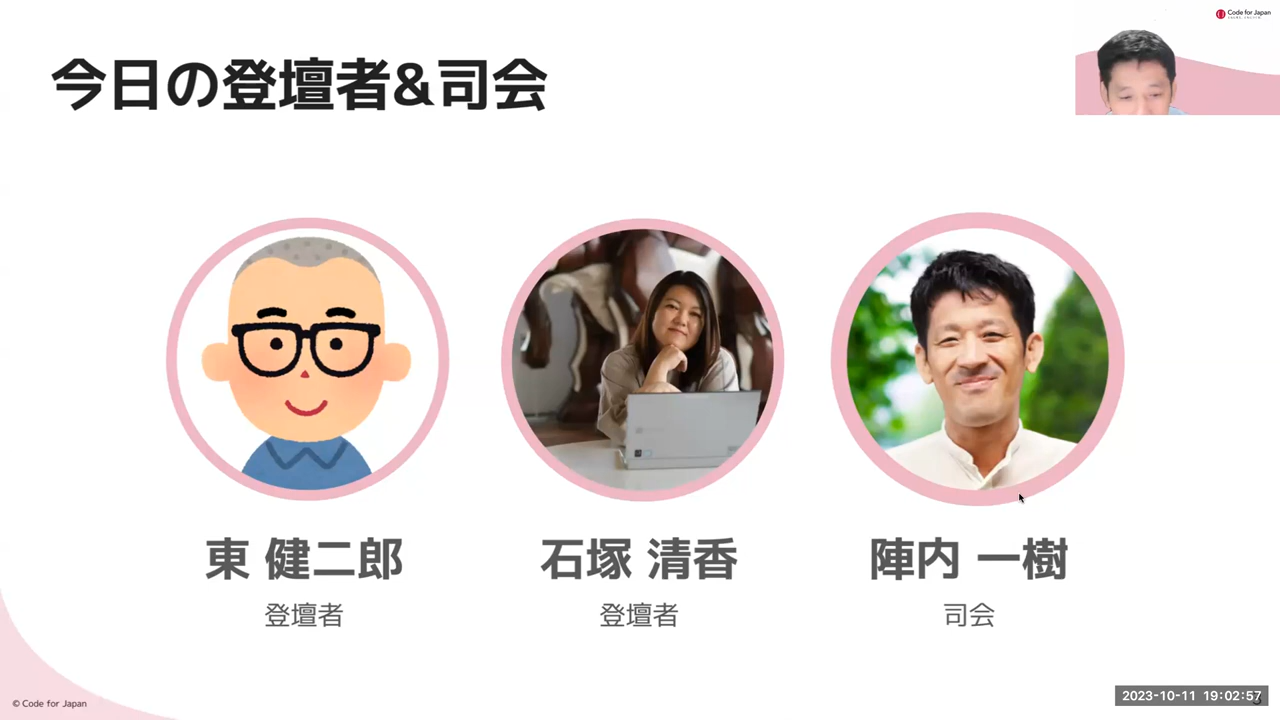 Code for Japan
今日の登壇者&司会
東 健二郎
石塚 清香
陣内 一樹
登壇者
登壇者
司会
© Code for Japan
2023-10-11 19:02:57